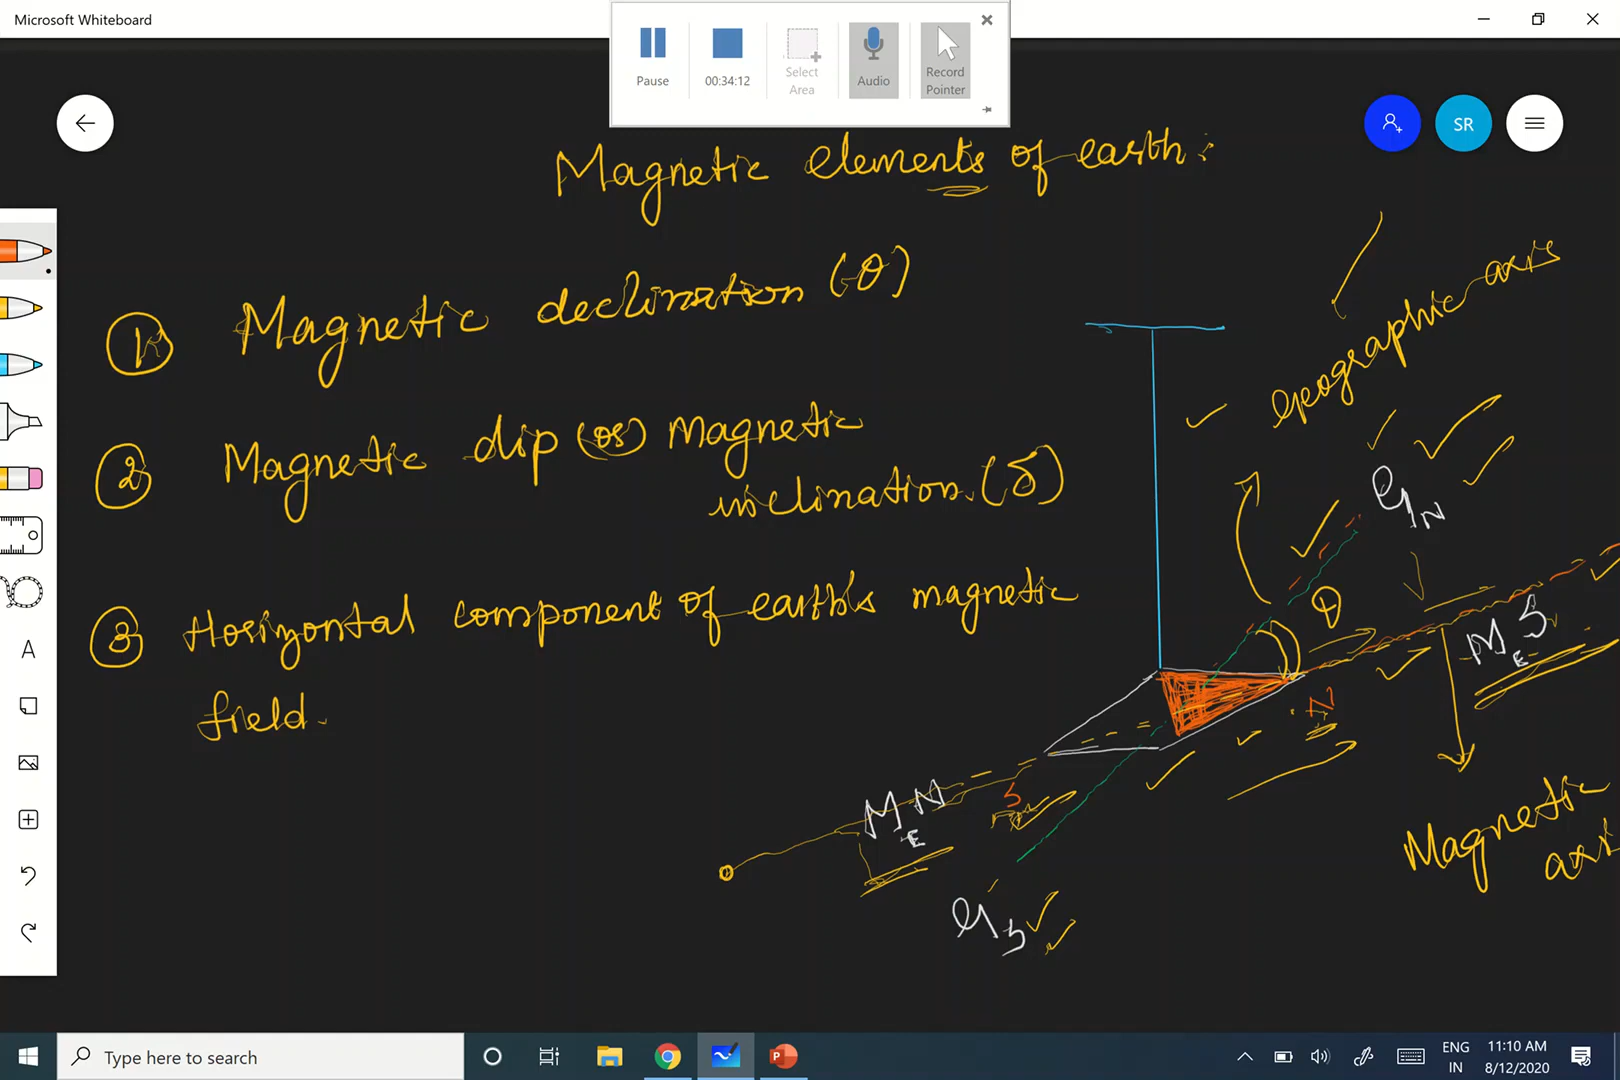 Microsoft Whiteboard
Pause
00:34:12
Select Area
Audio
Record Pointer
SR
Magnetic elements of earth :
① Magnetic declination (θ)
② Magnetic dip (or) Magnetic
inclination. (δ)
③ Horizontal component of earth's magnetic
field.
Geographic axis
G N
θ
M E S
N
S
M E N
G S
Magnetic
A
Type here to search
ENG
IN
11:10 AM
8/12/2020